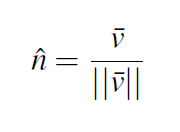 n̂ = v̄ / ||v̄||